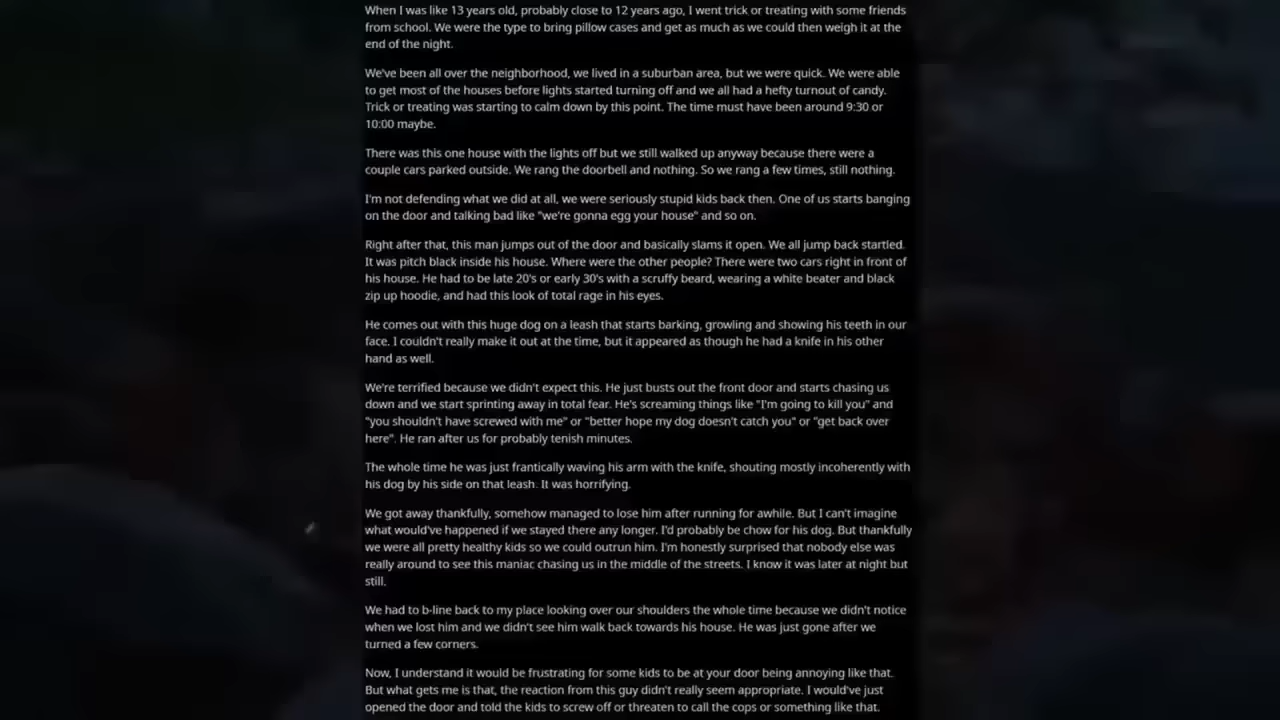 When I was like 13 years old, probably close to 12 years ago, I went trick or treating with some friends
from school. We were the type to bring pillow cases and get as much as we could then weigh it at the
end of the night.
We've been all over the neighborhood, we lived in a suburban area, but we were quick. We were able
to get most of the houses before lights started turning off and we all had a hefty turnout of candy.
Trick or treating was starting to calm down by this point. The time must have been around 9:30 or
10:00 maybe.
There was this one house with the lights off but we still walked up anyway because there were a
couple cars parked outside. We rang the doorbell and nothing. So we rang a few times, still nothing.
I'm not defending what we did at all, we were seriously stupid kids back then. One of us starts banging
on the door and talking bad like "we're gonna egg your house" and so on.
Right after that, this man jumps out of the door and basically slams it open. We all jump back startled.
It was pitch black inside his house. Where were the other people? There were two cars right in front of
his house. He had to be late 20's or early 30's with a scruffy beard, wearing a white beater and black
zip up hoodie, and had this look of total rage in his eyes.
He comes out with this huge dog on a leash that starts barking, growling and showing his teeth in our
face. I couldn't really make it out at the time, but it appeared as though he had a knife in his other
hand as well.
We're terrified because we didn't expect this. He just busts out the front door and starts chasing us
down and we start sprinting away in total fear. He's screaming things like "I'm going to kill you" and
"you shouldn't have screwed with me" or "better hope my dog doesn't catch you" or "get back over
here". He ran after us for probably tenish minutes.
The whole time he was just frantically waving his arm with the knife, shouting mostly incoherently with
his dog by his side on that leash. It was horrifying.
We got away thankfully, somehow managed to lose him after running for awhile. But I can't imagine
what would've happened if we stayed there any longer. I'd probably be chow for his dog. But thankfully
we were all pretty healthy kids so we could outrun him. I'm honestly surprised that nobody else was
really around to see this maniac chasing us in the middle of the streets. I know it was later at night but
still.
We had to b-line back to my place looking over our shoulders the whole time because we didn't notice
when we lost him and we didn't see him walk back towards his house. He was just gone after we
turned a few corners.
Now, I understand it would be frustrating for some kids to be at your door being annoying like that.
But what gets me is that, the reaction from this guy didn't really seem appropriate. I would've just
opened the door and told the kids to screw off or threaten to call the cops or something like that.